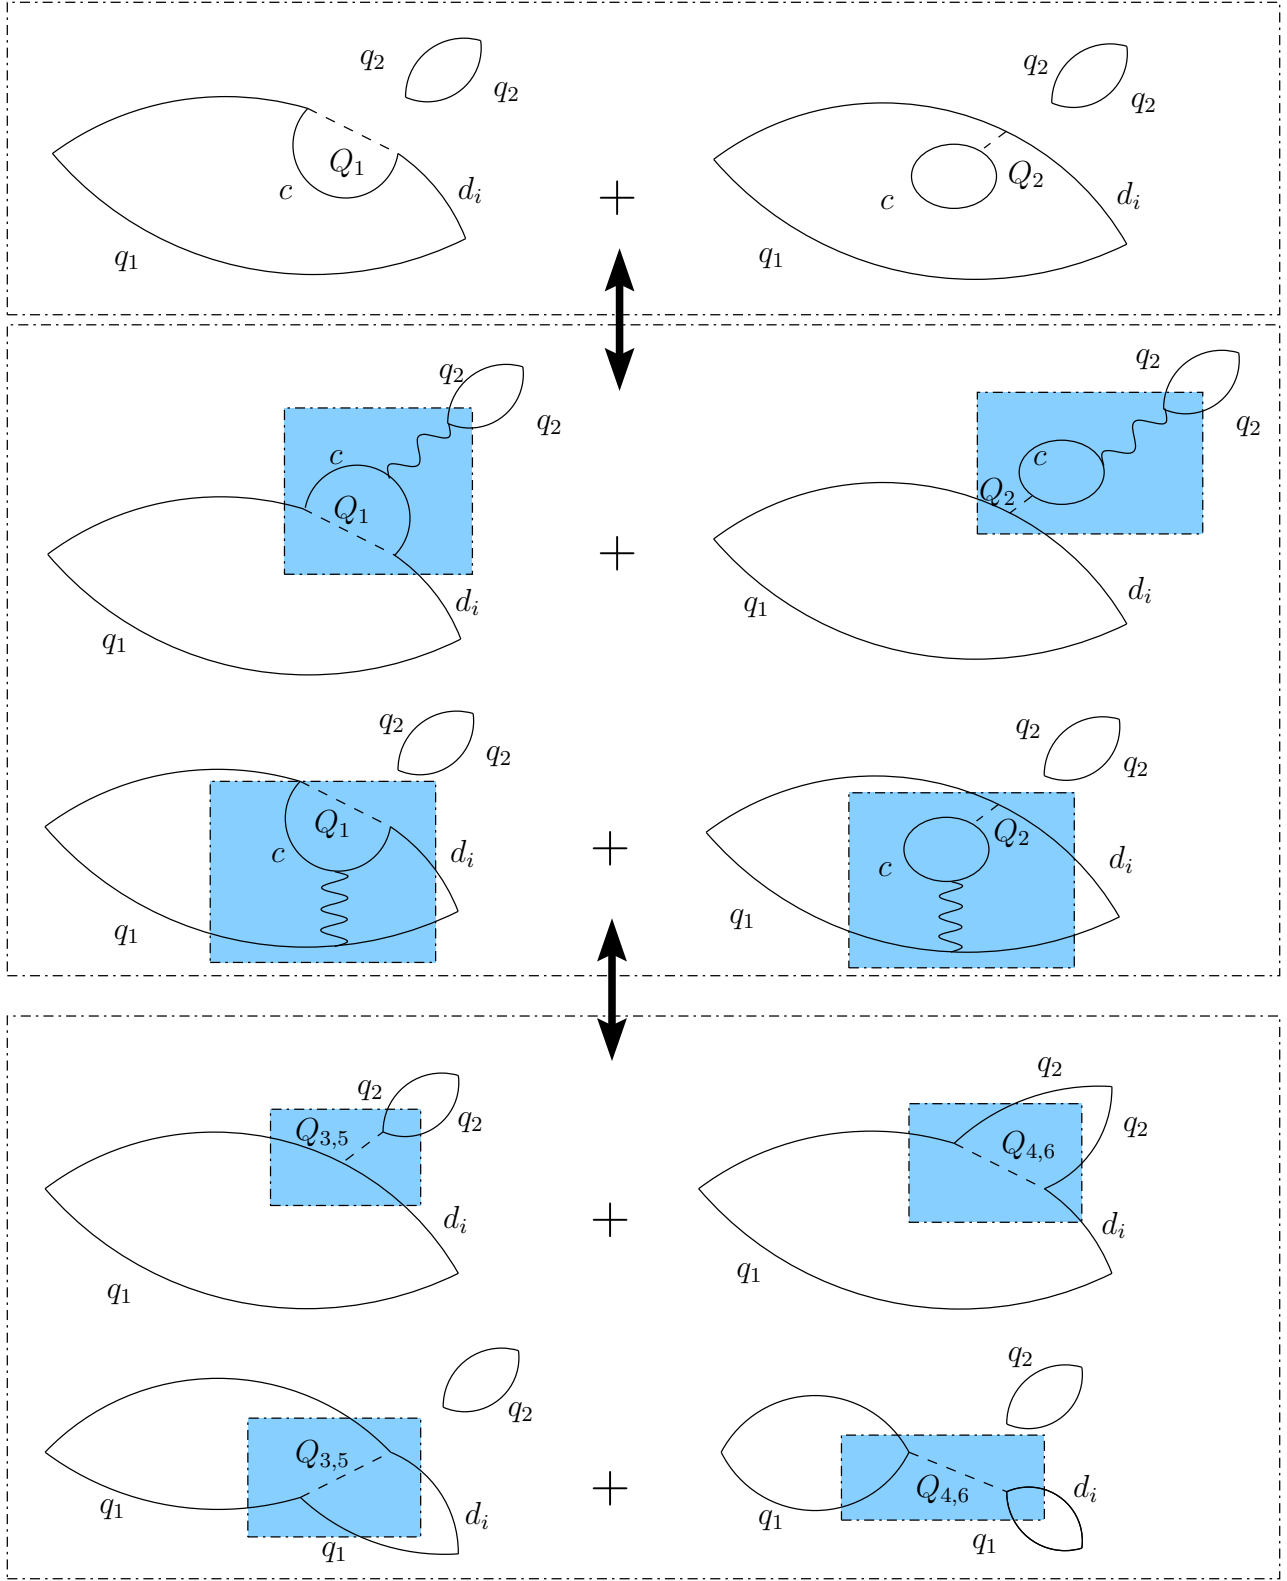 q₂ q₂ q₂ q₂
Q₁ c dᵢ + Q₂ c dᵢ
q₁ q₁
q₂ q₂ q₂ q₂
c Q₁ + c Q₂
dᵢ dᵢ
q₁ q₁
q₂ q₂ q₂ q₂
Q₁ c dᵢ + Q₂ c dᵢ
q₁ q₁
q₂ q₂ q₂ q₂
Q₃,₅ + Q₄,₆
dᵢ dᵢ
q₁ q₁
q₂ q₂
Q₃,₅ + Q₄,₆
q₁ dᵢ q₁ dᵢ
q₁ q₁